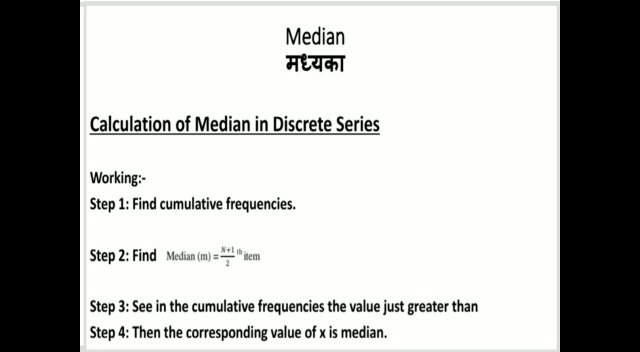 Median
मध्यका
Calculation of Median in Discrete Series
Working:-
Step 1: Find cumulative frequencies.
Step 2: Find Median (m) = N+1/2 th item
Step 3: See in the cumulative frequencies the value just greater than
Step 4: Then the corresponding value of x is median.